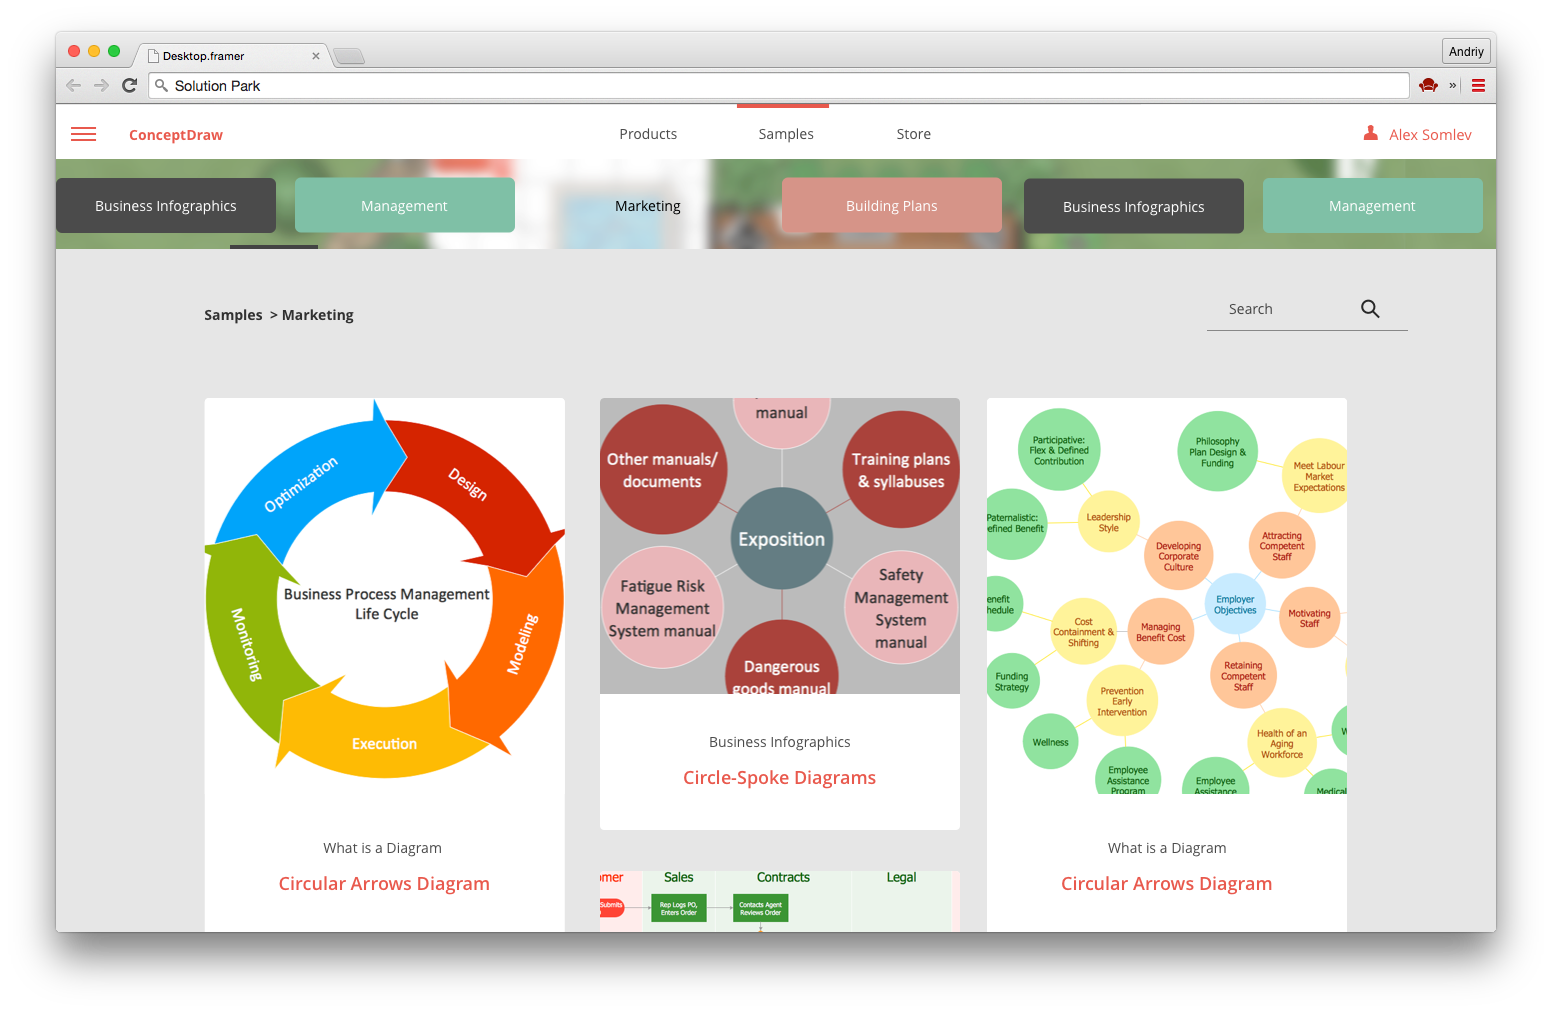 Desktop.framer
Andriy
Solution Park
»
ConceptDraw
Products
Samples
Store
Alex Somlev
Business Infographics
Management
Marketing
Building Plans
Business Infographics
Management
Samples > Marketing
Search
Optimization
Design
Business Process Management
Life Cycle
Monitoring
Modeling
Execution
What is a Diagram
Circular Arrows Diagram
manual
Other manuals/
documents
Training plans
& syllabuses
Exposition
Fatigue Risk
Management
System manual
Safety
Management
System
manual
Dangerous
goods manual
Business Infographics
Circle-Spoke Diagrams
omer
Sales
Contracts
Legal
Submits
Rep Logs PO,
Enters Order
Contacts Agent
Reviews Order
Participative:
Flex & Defined
Contribution
Philosophy
Plan Design &
Funding
Meet Labour
Market
Expectations
Paternalistic:
efined Benefit
Leadership
Style
Developing
Corporate
Culture
Attracting
Competent
Staff
enefit
hedule
Employer
Objectives
Cost
Containment &
Shifting
Managing
Benefit Cost
Motivating
Staff
Funding
Strategy
Prevention
Early
Intervention
Retaining
Competent
Staff
Wellness
Health of an
Aging
Workforce
W
Employee
Assistance
Program
Employee
Assistance
Medical
What is a Diagram
Circular Arrows Diagram